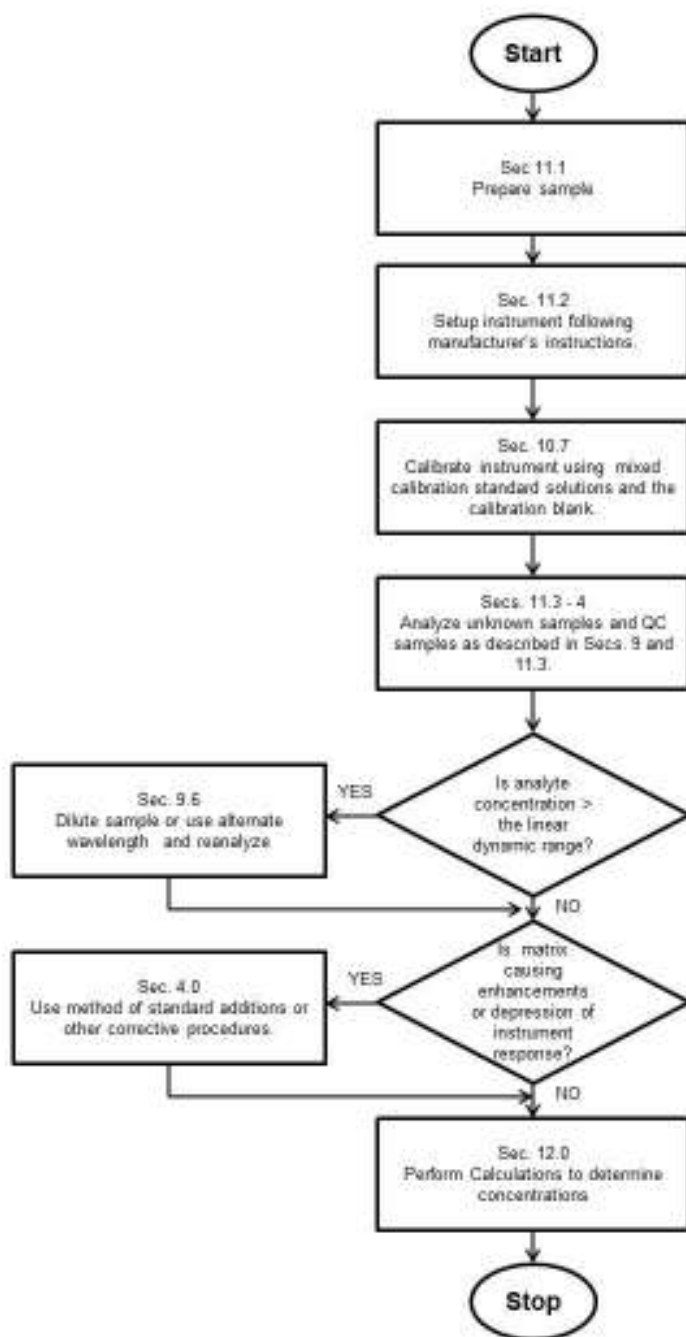 Start
Sec 11.1
Prepare sample
Sec. 11.2
Setup instrument following
manufacturer's instructions.
Sec. 10.7
Calibrate instrument using mixed
calibration standard solutions and the
calibration blank.
Secs. 11.3 - 4
Analyze unknown samples and QC
samples as described in Secs. 9 and
11.3.
Is analyte
concentration >
the linear
dynamic range?
YES
Sec. 9.6
Dilute sample or use alternate
wavelength and reanalyze
NO
Is matrix
causing
enhancements
or depression of
instrument
response?
YES
Sec. 4.0
Use method of standard additions or
other corrective procedures.
NO
Sec. 12.0
Perform Calculations to determine
concentrations
Stop